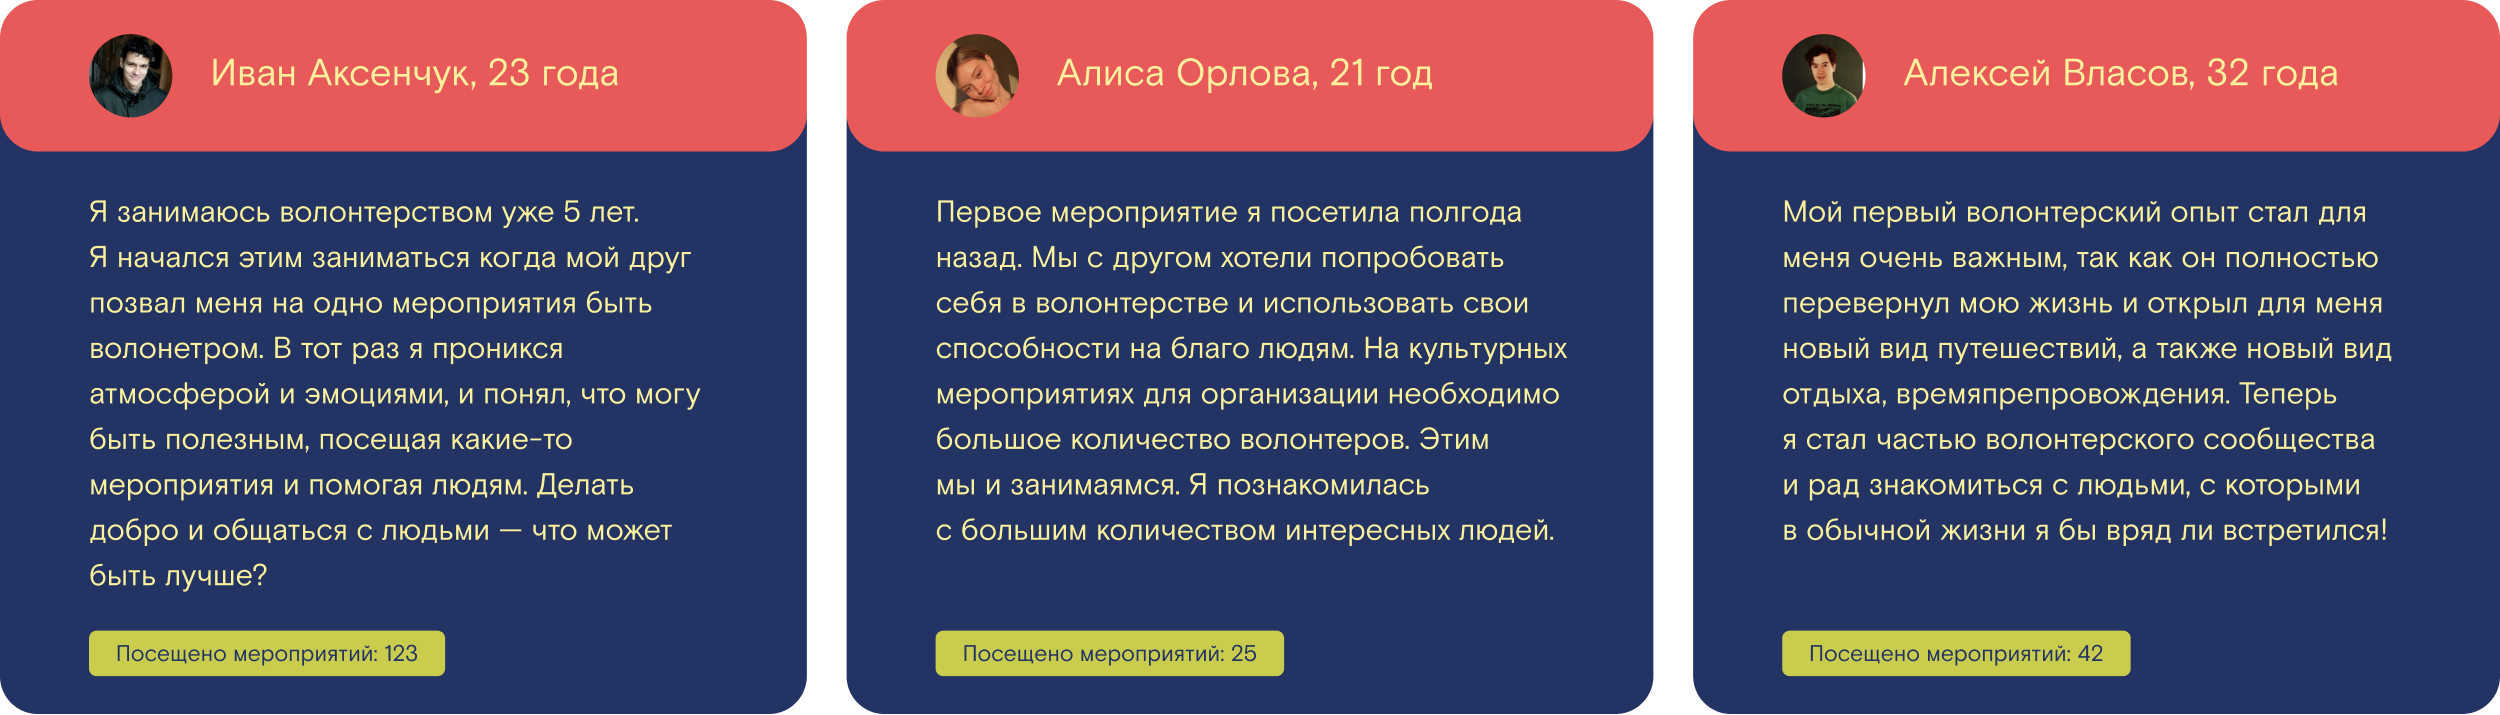 Иван Аксенчук, 23 года
Я занимаюсь волонтерством уже 5 лет.
Я начался этим заниматься когда мой друг
позвал меня на одно мероприятия быть
волонетром. В тот раз я проникся
атмосферой и эмоциями, и понял, что могу
быть полезным, посещая какие-то
мероприятия и помогая людям. Делать
добро и общаться с людьми — что может
быть лучше?
Посещено мероприятий: 123
Алиса Орлова, 21 год
Первое меропиятие я посетила полгода
назад. Мы с другом хотели попробовать
себя в волонтерстве и использовать свои
способности на благо людям. На культурных
мероприятиях для организации необходимо
большое количество волонтеров. Этим
мы и занимаямся. Я познакомилась
с большим количеством интересных людей.
Посещено мероприятий: 25
Алексей Власов, 32 года
Мой первый волонтерский опыт стал для
меня очень важным, так как он полностью
перевернул мою жизнь и открыл для меня
новый вид путешествий, а также новый вид
отдыха, времяпрепровождения. Теперь
я стал частью волонтерского сообщества
и рад знакомиться с людьми, с которыми
в обычной жизни я бы вряд ли встретился!
Посещено мероприятий: 42